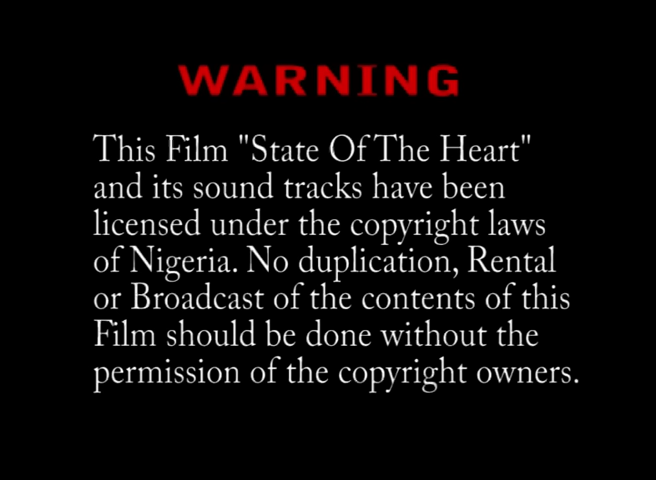 WARNING
This Film "State Of The Heart"
and its sound tracks have been
licensed under the copyright laws
of Nigeria. No duplication, Rental
or Broadcast of the contents of this
Film should be done without the
permission of the copyright owners.